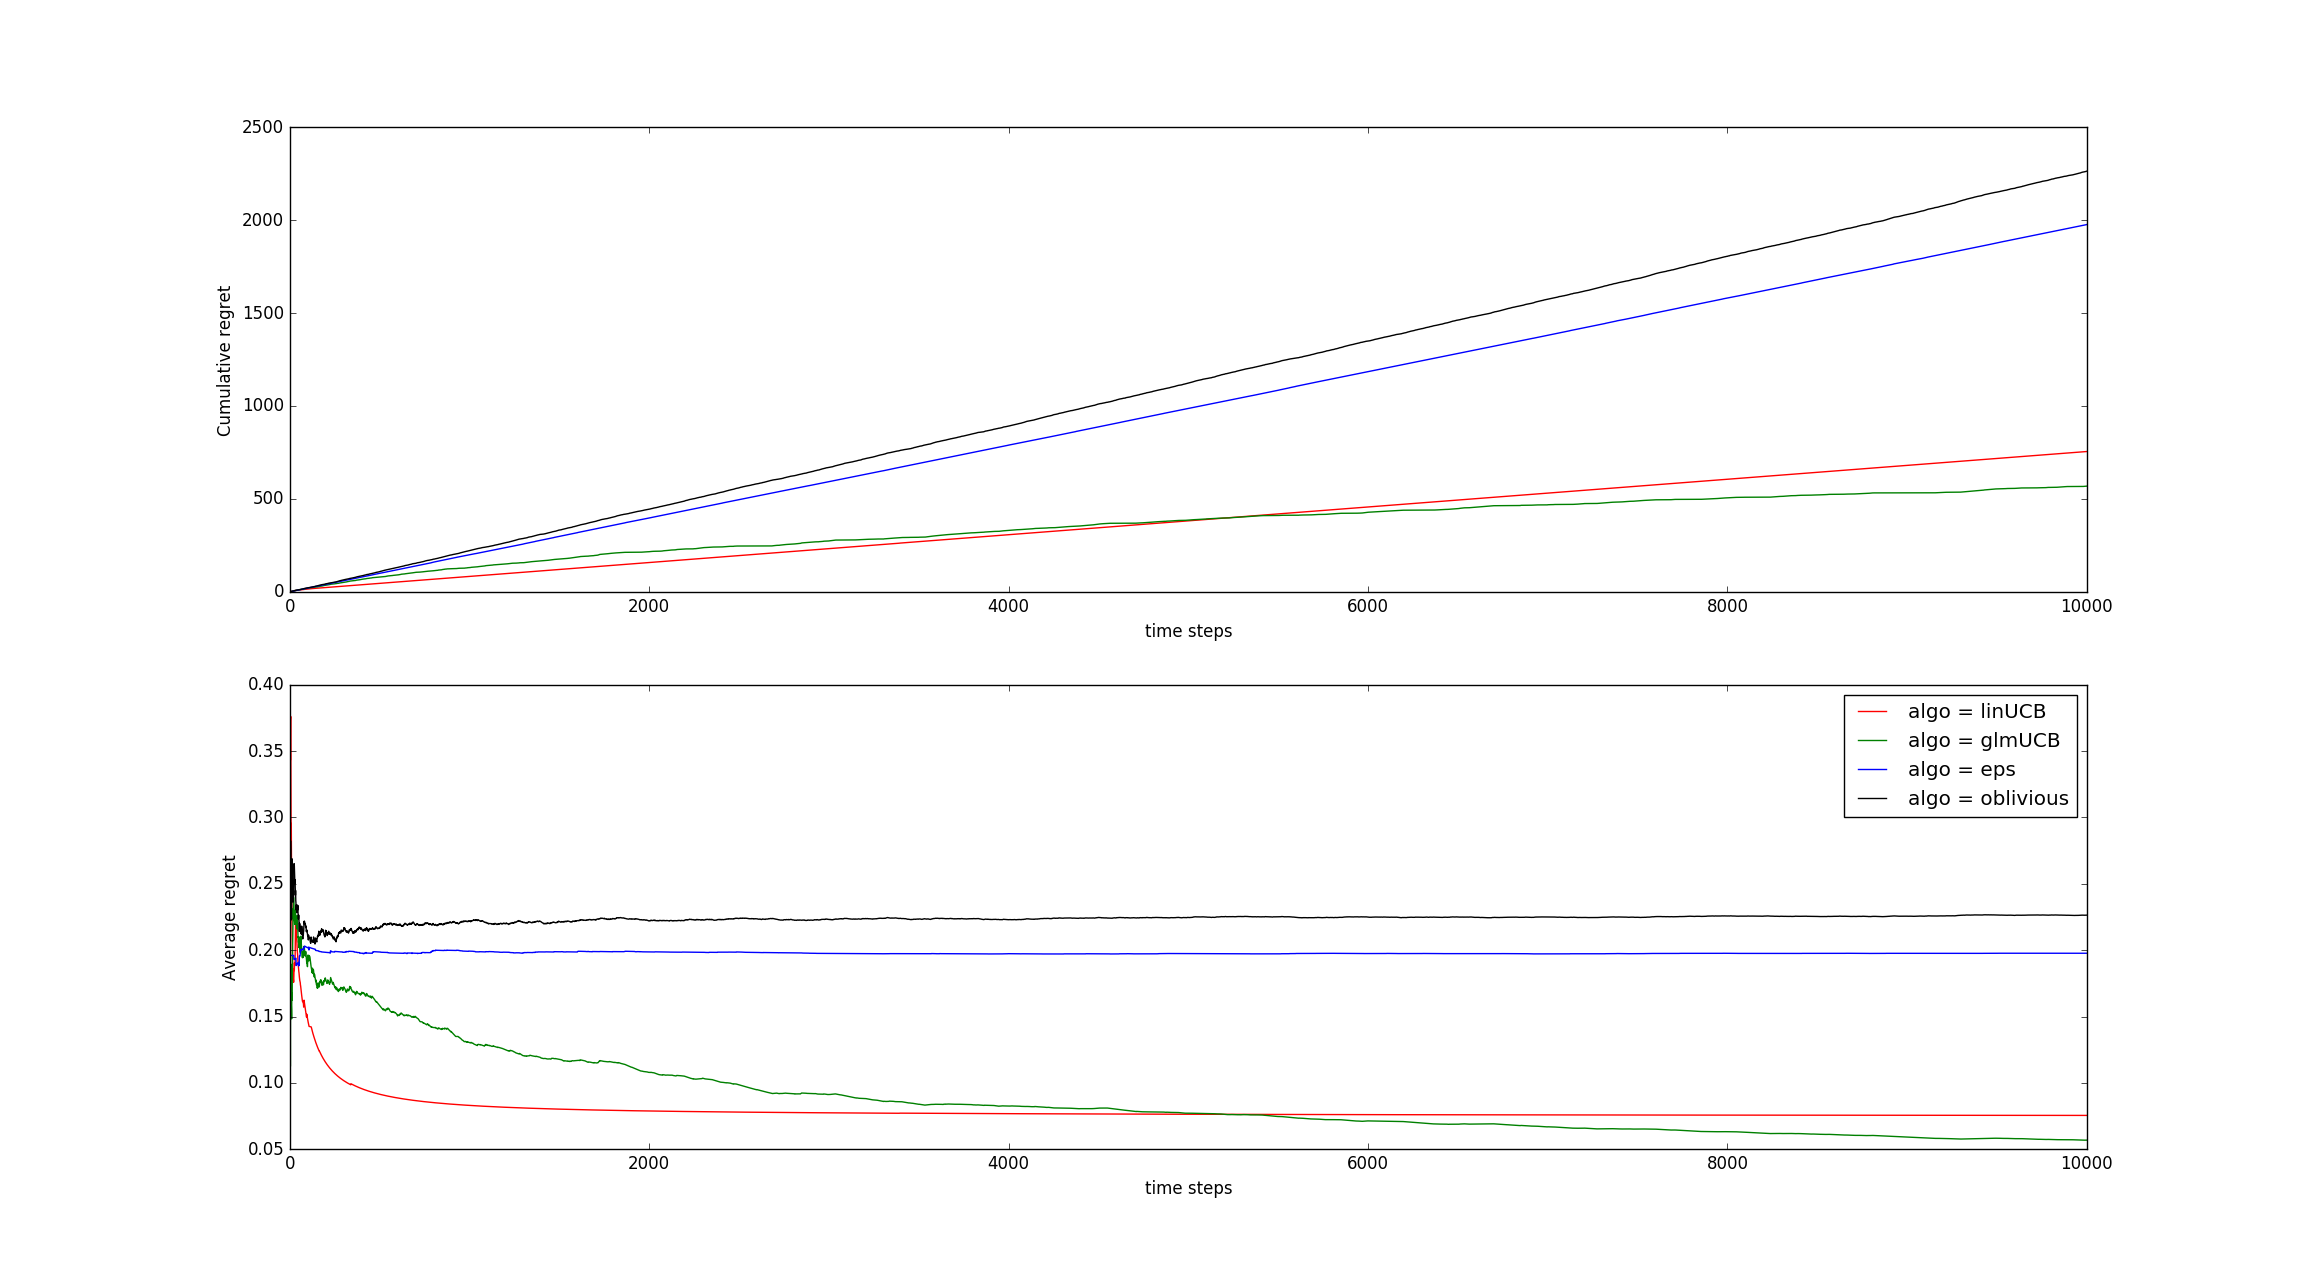 2500
2000
1500
1000
500
0
Cumulative regret
0 2000 4000 6000 8000 10000
time steps
0.40
0.35
0.30
0.25
0.20
0.15
0.10
0.05
Average regret
algo = linUCB
algo = glmUCB
algo = eps
algo = oblivious
0 2000 4000 6000 8000 10000
time steps